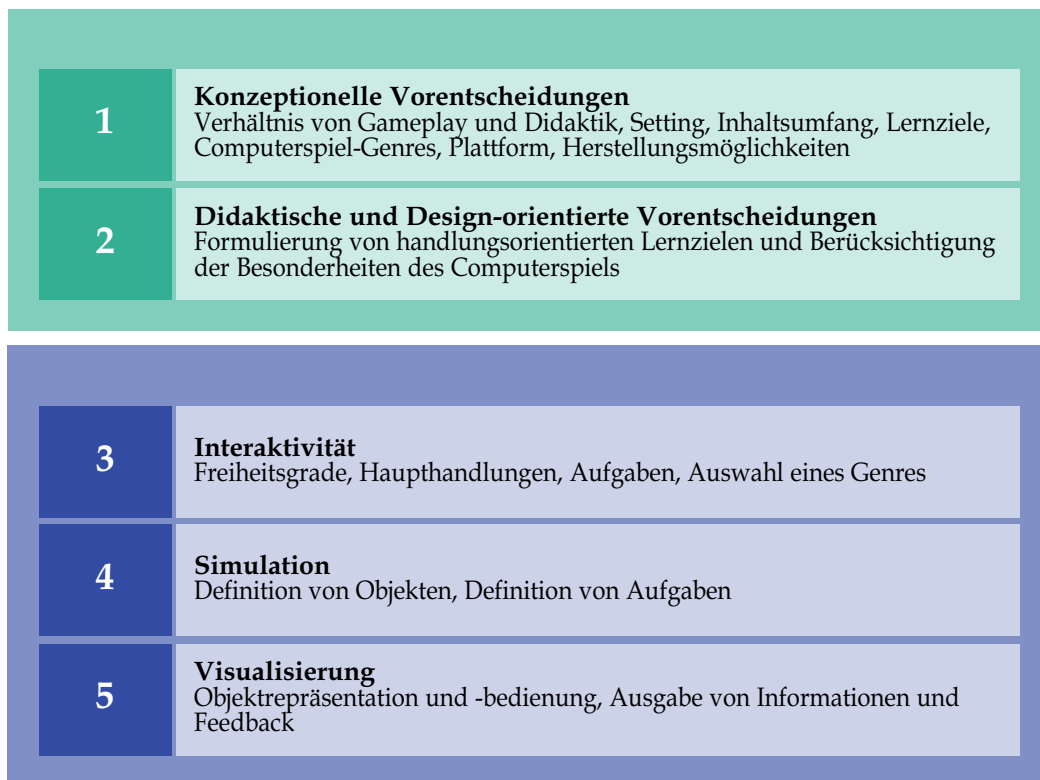 1
Konzeptionelle Vorentscheidungen
Verhältnis von Gameplay und Didaktik, Setting, Inhaltsumfang, Lernziele,
Computerspiel-Genres, Plattform, Herstellungsmöglichkeiten
2
Didaktische und Design-orientierte Vorentscheidungen
Formulierung von handlungsorientierten Lernzielen und Berücksichtigung
der Besonderheiten des Computerspiels
3
Interaktivität
Freiheitsgrade, Haupthandlungen, Aufgaben, Auswahl eines Genres
4
Simulation
Definition von Objekten, Definition von Aufgaben
5
Visualisierung
Objektrepräsentation und -bedienung, Ausgabe von Informationen und
Feedback